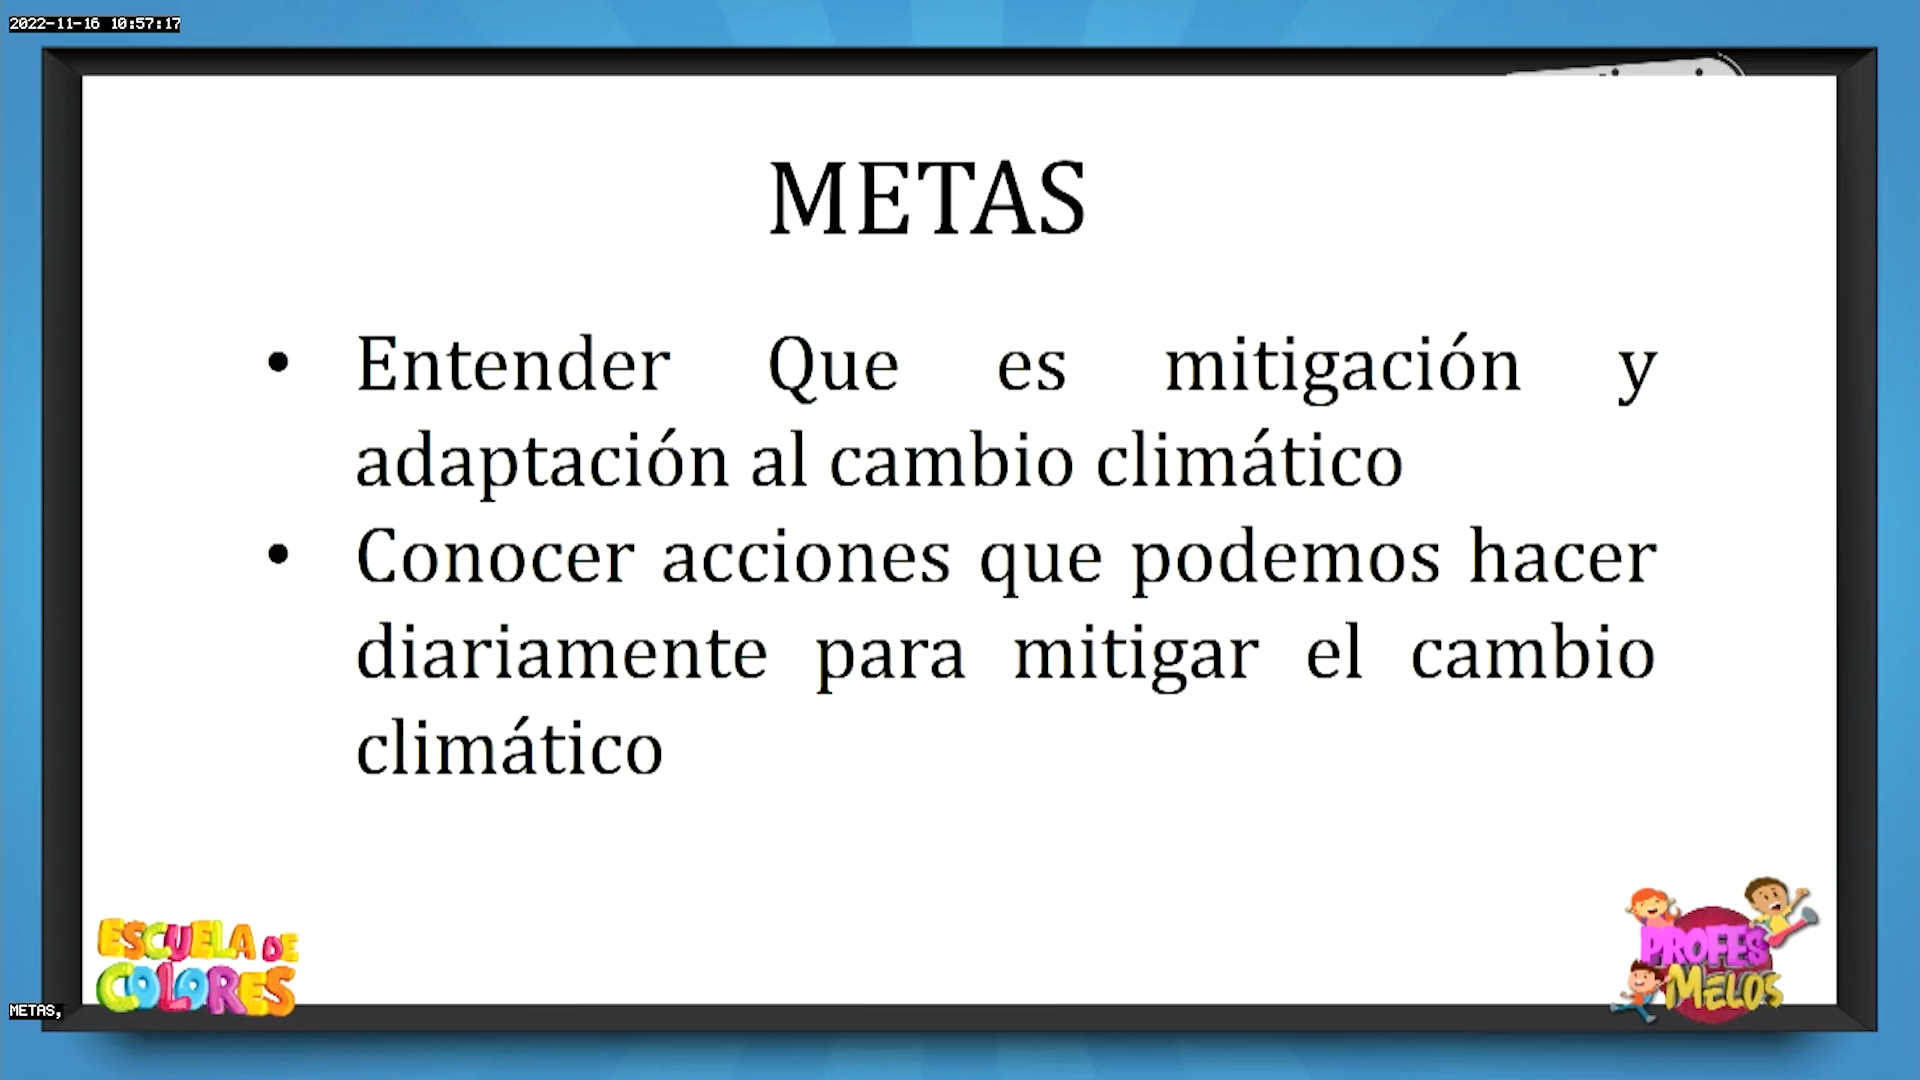 2022-11-16 10:57:17
METAS
• Entender Que es mitigación y
adaptación al cambio climático
• Conocer acciones que podemos hacer
diariamente para mitigar el cambio
climático
ESCUELA DE
COLORES
PROFES
MELOS
METAS,